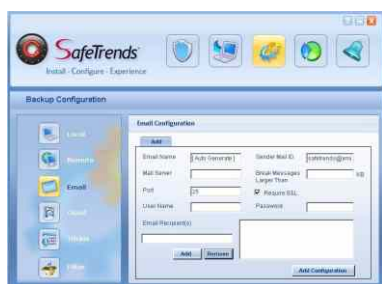 SafeTrends
Install - Configure - Experience
Backup Configuration
Local
Remote
Email
Email Configuration
Add
Email Name
[ Auto Generate ]
Sender Mail ID
Mail Server
Break Messages Larger Than
KB
Port
25
Require SSL
User Name
Password
Email Recipient(s)
Add
Remove
Add Configuration